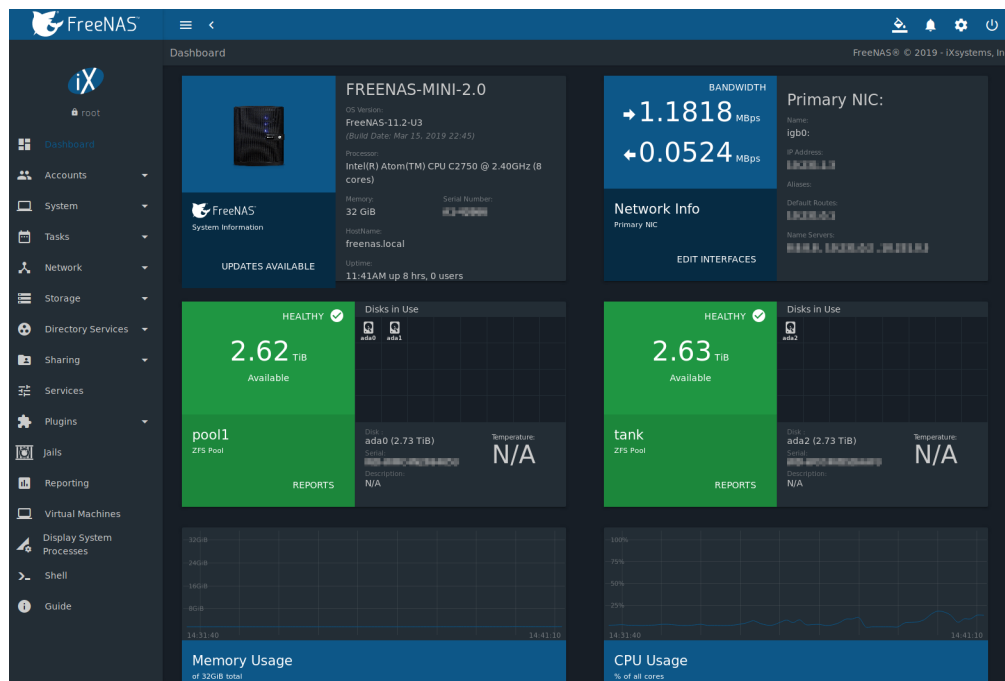 FreeNAS®
Dashboard
FreeNAS® © 2019 - iXsystems, In
iX
root
Dashboard
Accounts
System
Tasks
Network
Storage
Directory Services
Sharing
Services
Plugins
Jails
Reporting
Virtual Machines
Display System
Processes
Shell
Guide
FreeNAS®
System Information
UPDATES AVAILABLE
FREENAS-MINI-2.0
OS Version:
FreeNAS-11.2-U3
(Build Date: Mar 15, 2019 22:45)
Processor:
Intel(R) Atom(TM) CPU C2750 @ 2.40GHz (8
cores)
Memory: Serial Number:
32 GiB
HostName:
freenas.local
Uptime:
11:41AM up 8 hrs, 0 users
BANDWIDTH
1.1818 MBps
0.0524 MBps
Network Info
Primary NIC
EDIT INTERFACES
Primary NIC:
Name:
igb0:
IP Address:
Aliases:
Default Routes:
Name Servers:
HEALTHY
2.62 TiB
Available
pool1
ZFS Pool
REPORTS
Disks in Use
ada0 ada1
Disk :
ada0 (2.73 TiB)
Serial:
Description:
N/A
Temperature:
N/A
HEALTHY
2.63 TiB
Available
tank
ZFS Pool
REPORTS
Disks in Use
ada2
Disk :
ada2 (2.73 TiB)
Serial:
Description:
N/A
Temperature:
N/A
32GiB
24GiB
16GiB
8GiB
14:31:40 14:41:10
Memory Usage
of 32GiB total
100%
75%
50%
25%
14:31:40 14:41:10
CPU Usage
% of all cores